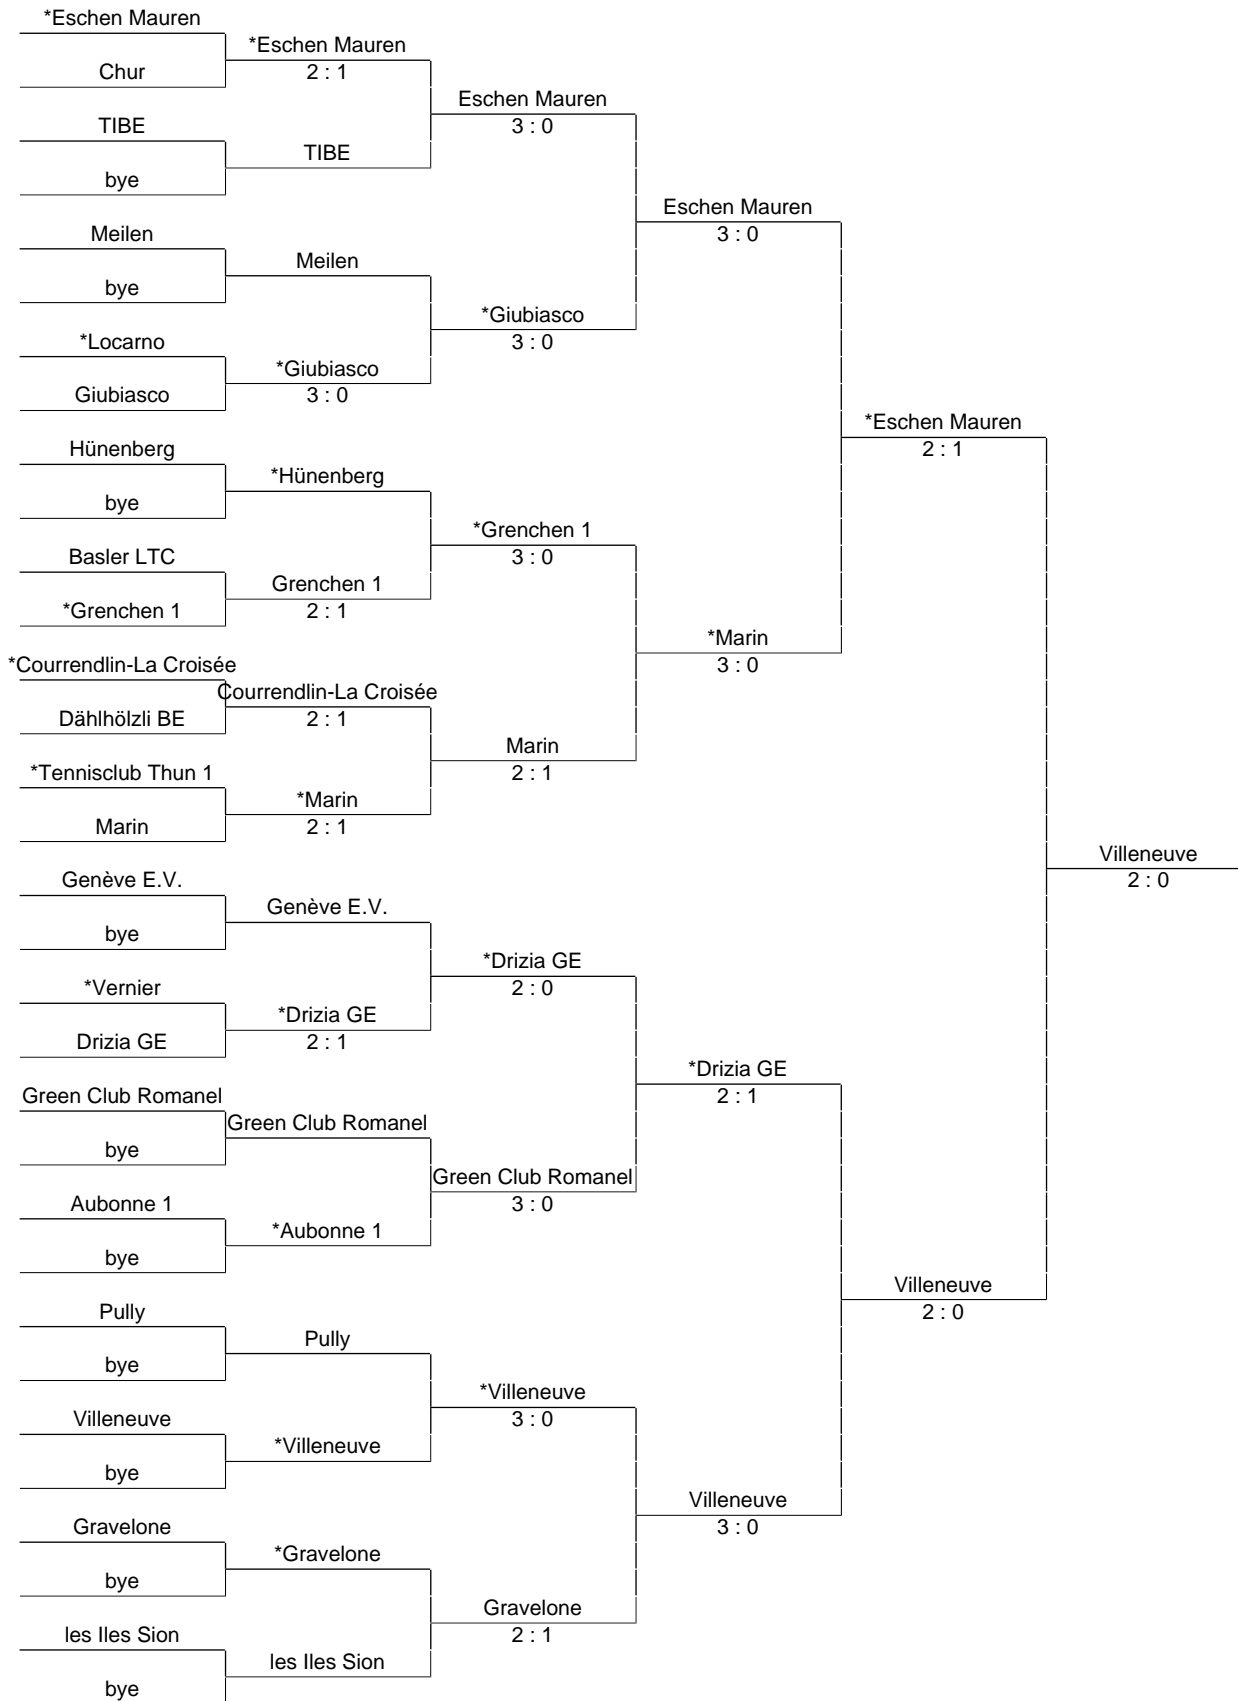 *Eschen Mauren
Chur
TIBE
bye
Meilen
bye
*Locarno
Giubiasco
Hünenberg
bye
Basler LTC
*Grenchen 1
*Courrendlin-La Croisée
Dählhölzli BE
*Tennisclub Thun 1
Marin
Genève E.V.
bye
*Vernier
Drizia GE
Green Club Romanel
bye
Aubonne 1
bye
Pully
bye
Villeneuve
bye
Gravelone
bye
les Iles Sion
bye
*Eschen Mauren
2 : 1
TIBE
Meilen
*Giubiasco
3 : 0
*Hünenberg
Grenchen 1
2 : 1
Courrendlin-La Croisée
2 : 1
*Marin
2 : 1
Genève E.V.
*Drizia GE
2 : 1
Green Club Romanel
*Aubonne 1
Pully
*Villeneuve
*Gravelone
les Iles Sion
Eschen Mauren
3 : 0
*Giubiasco
3 : 0
*Grenchen 1
3 : 0
Marin
2 : 1
*Drizia GE
2 : 0
Green Club Romanel
3 : 0
*Villeneuve
3 : 0
Gravelone
2 : 1
Eschen Mauren
3 : 0
*Marin
3 : 0
*Drizia GE
2 : 1
Villeneuve
3 : 0
*Eschen Mauren
2 : 1
Villeneuve
2 : 0
Villeneuve
2 : 0